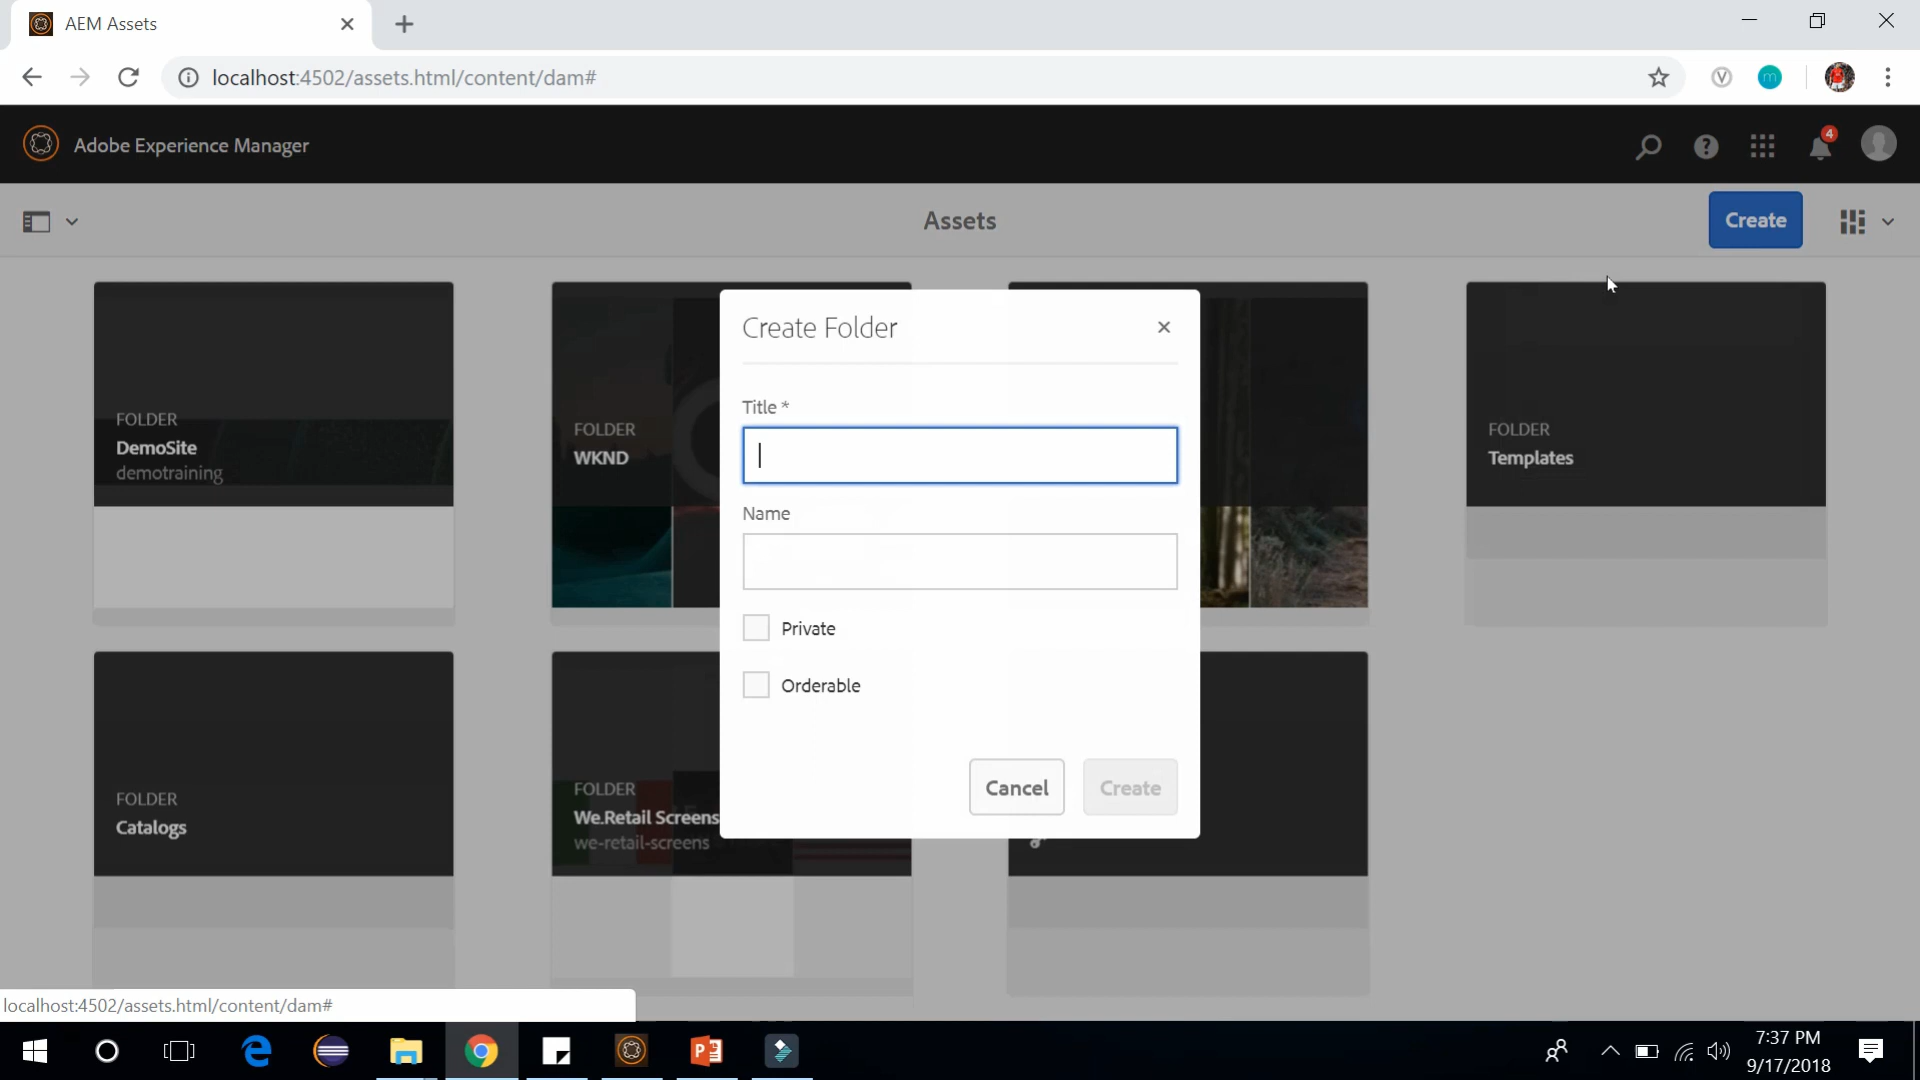 AEM Assets
localhost:4502/assets.html/content/dam#
V
m
Adobe Experience Manager
?
4
Assets
Create
FOLDER
DemoSite
demotraining
FOLDER
WKND
FOLDER
Templates
Create Folder
Title *
Name
Private
Orderable
Cancel
Create
FOLDER
Catalogs
FOLDER
We.Retail Screens
we-retail-screens
localhost:4502/assets.html/content/dam#
7:37 PM
9/17/2018